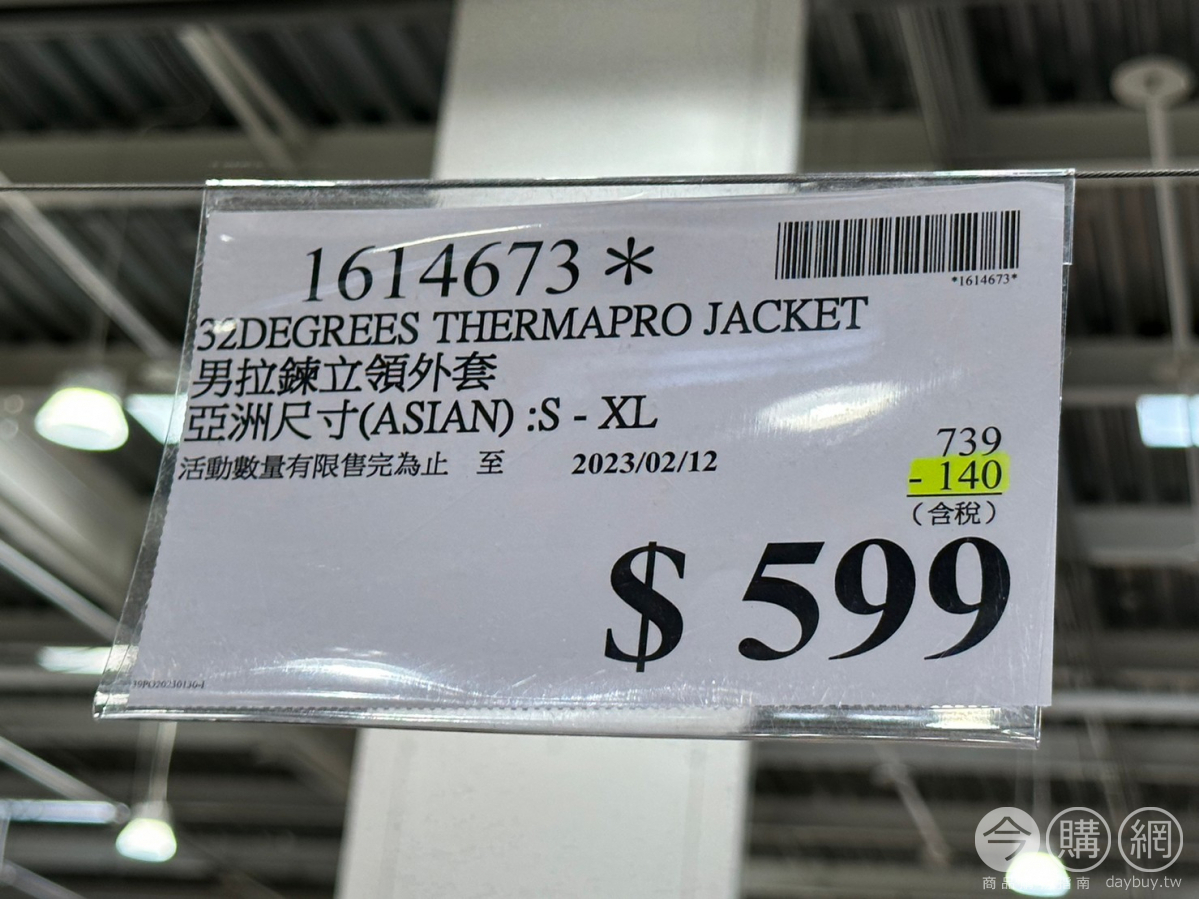 1614673*
*1614673*
32DEGREES THERMAPRO JACKET
男拉鍊立領外套
亞洲尺寸(ASIAN) :S - XL
活動數量有限售完為止 至 2023/02/12
739
- 140
(含稅)
$ 599
今購網
商品 指南 daybuy.tw